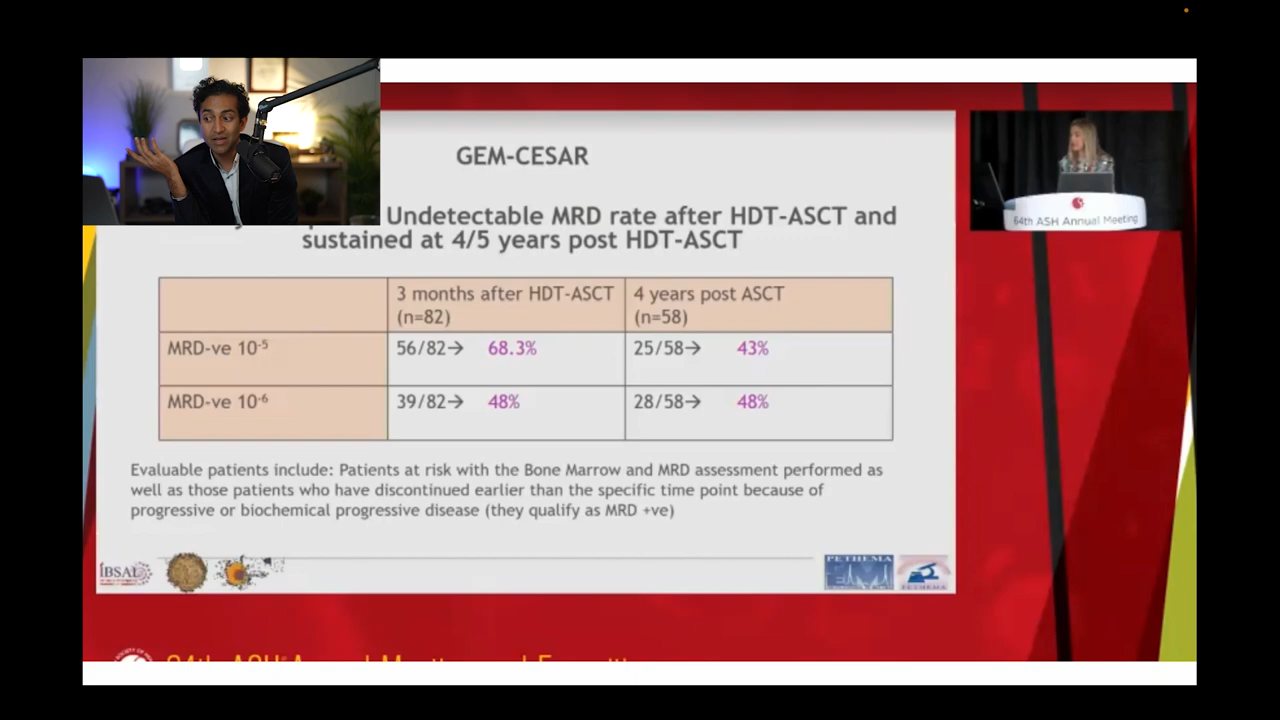 GEM-CESAR
Undetectable MRD rate after HDT-ASCT and
sustained at 4/5 years post HDT-ASCT
3 months after HDT-ASCT (n=82)
4 years post ASCT (n=58)
MRD-ve 10⁻⁵ 56/82→ 68.3% 25/58→ 43%
MRD-ve 10⁻⁶ 39/82→ 48% 28/58→ 48%
Evaluable patients include: Patients at risk with the Bone Marrow and MRD assessment performed as
well as those patients who have discontinued earlier than the specific time point because of
progressive or biochemical progressive disease (they qualify as MRD +ve)
IBSAL
PETHEMA
PETHEMA
64th ASH Annual Meeting